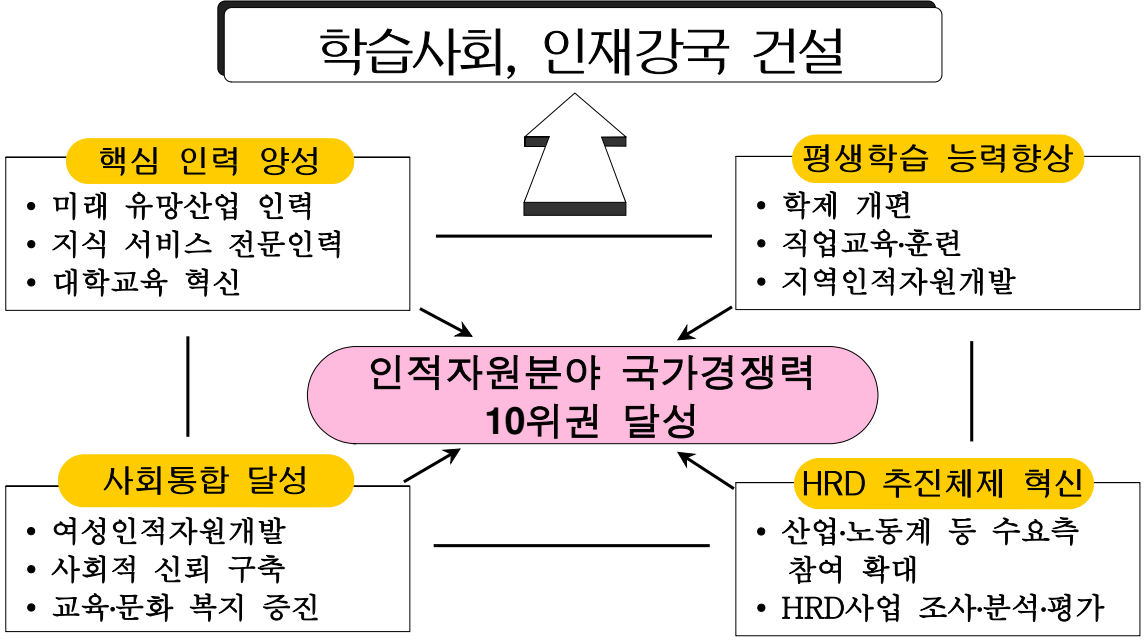 학습사회, 인재강국 건설
핵심 인력 양성
• 미래 유망산업 인력
• 지식 서비스 전문인력
• 대학교육 혁신
평생학습 능력향상
• 학제 개편
• 직업교육·훈련
• 지역인적자원개발
인적자원분야 국가경쟁력
10위권 달성
사회통합 달성
• 여성인적자원개발
• 사회적 신뢰 구축
• 교육·문화 복지 증진
HRD 추진체제 혁신
• 산업·노동계 등 수요측
참여 확대
• HRD사업 조사·분석·평가